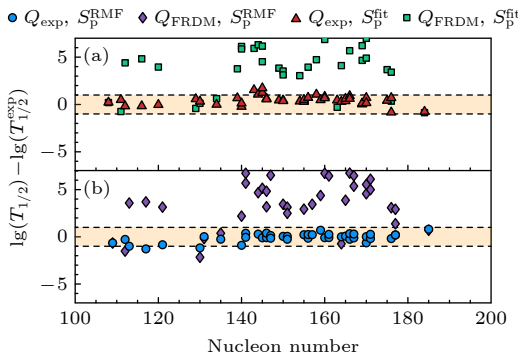 Q_exp, S_p^RMF Q_FRDM, S_p^RMF Q_exp, S_p^fit Q_FRDM, S_p^fit
(a)
5
0
−5
lg(T_1/2)−lg(T_1/2^exp)
(b)
5
0
−5
100 120 140 160 180 200
Nucleon number